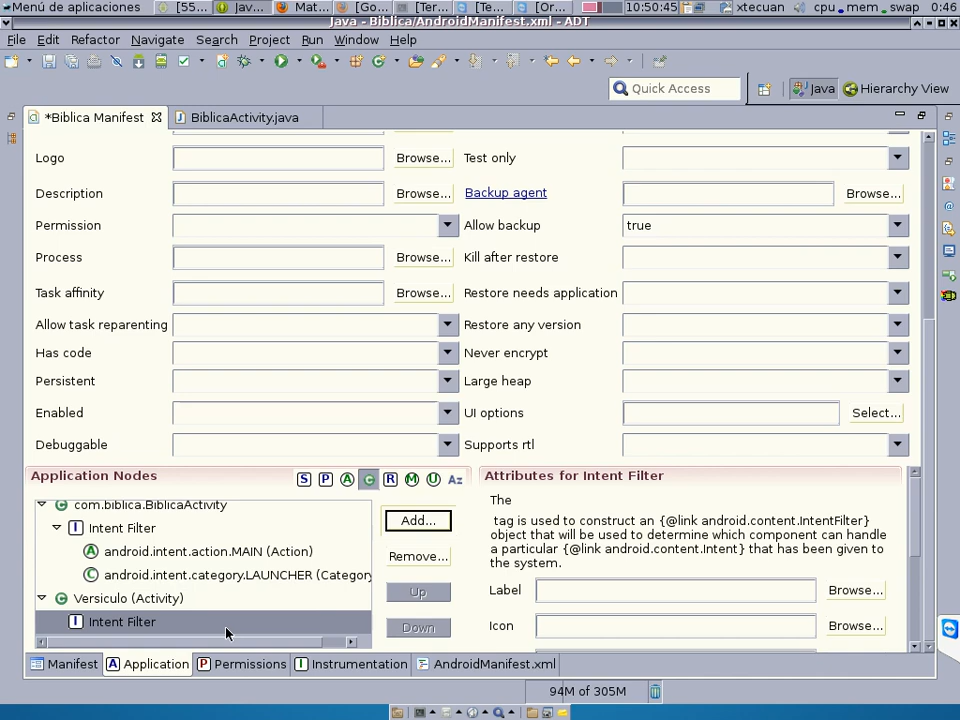 Menú de aplicaciones [55... Jav... Mat... [Go... [Ter... [Te... [Or... 10:50:45 xtecuan cpu mem swap 0:46
Java - Biblica/AndroidManifest.xml - ADT
File Edit Refactor Navigate Search Project Run Window Help
Quick Access Java Hierarchy View
*Biblica Manifest BiblicaActivity.java
Logo Browse... Test only
Description Browse... Backup agent Browse...
Permission Allow backup true
Process Browse... Kill after restore
Task affinity Browse... Restore needs application
Allow task reparenting Restore any version
Has code Never encrypt
Persistent Large heap
Enabled UI options Select...
Debuggable Supports rtl
Application Nodes S P A C R M U Az Attributes for Intent Filter
com.biblica.BiblicaActivity
I Intent Filter
A android.intent.action.MAIN (Action)
C android.intent.category.LAUNCHER (Category
Versiculo (Activity)
I Intent Filter
Add...
Remove...
Up
Down
The
tag is used to construct an {@link android.content.IntentFilter}
object that will be used to determine which component can handle
a particular {@link android.content.Intent} that has been given to
the system.
Label Browse...
Icon Browse...
Manifest A Application P Permissions I Instrumentation AndroidManifest.xml
94M of 305M